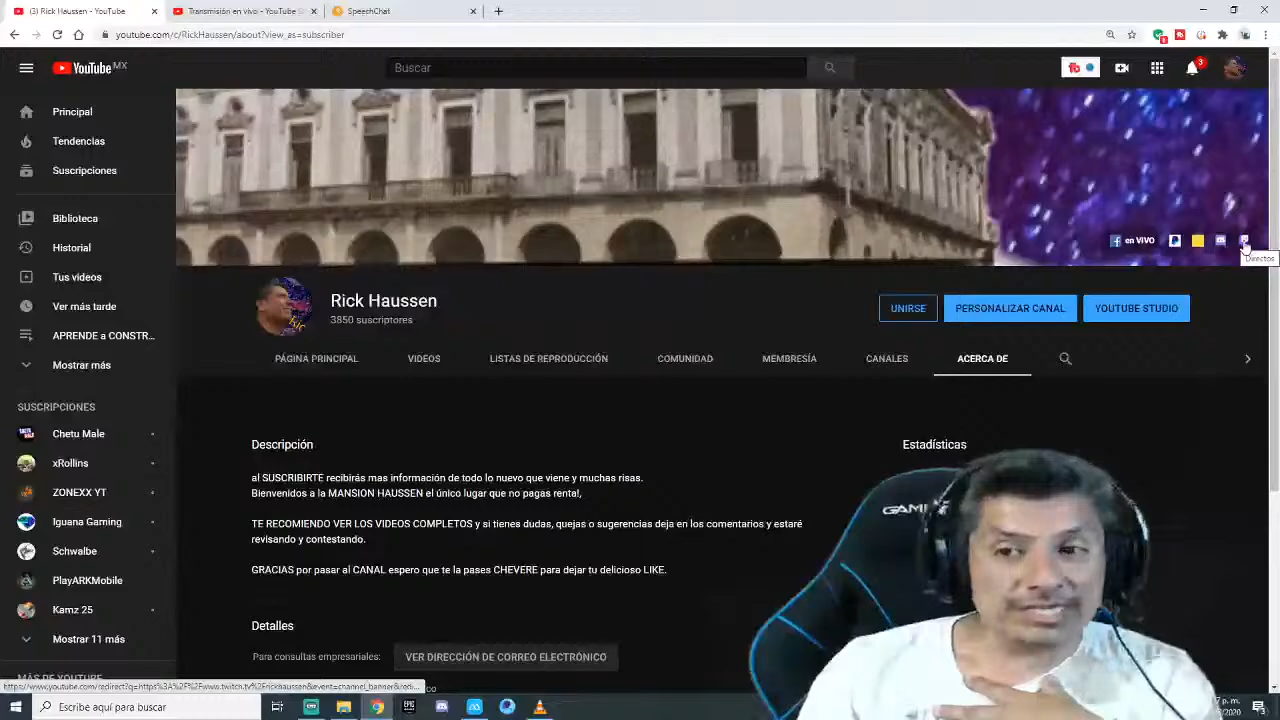 (3) Rick Haussen - YouTube
Transmisión en vivo - YouTube St
SpeechChat
youtube.com/c/RickHaussen/about?view_as=subscriber
YouTube MX
Buscar
3
Principal
Tendencias
Suscripciones
Biblioteca
Historial
Tus videos
Ver más tarde
APRENDE a CONSTR...
Mostrar más
SUSCRIPCIONES
Chetu Male
xRollins
ZONEXX YT
Iguana Gaming
Schwalbe
PlayARKMobile
Kamz 25
Mostrar 11 más
MÁS DE YOUTUBE
en VIVO
Directos
Rick Haussen
3850 suscriptores
UNIRSE
PERSONALIZAR CANAL
YOUTUBE STUDIO
PÁGINA PRINCIPAL
VIDEOS
LISTAS DE REPRODUCCIÓN
COMUNIDAD
MEMBRESÍA
CANALES
ACERCA DE
Descripción
Estadísticas
al SUSCRIBIRTE recibirás mas información de todo lo nuevo que viene y muchas risas.
Bienvenidos a la MANSION HAUSSEN el único lugar que no pagas renta!,
TE RECOMIENDO VER LOS VIDEOS COMPLETOS y si tienes dudas, quejas o sugerencias deja en los comentarios y estaré
revisando y contestando.
GRACIAS por pasar al CANAL espero que te la pases CHEVERE para dejar tu delicioso LIKE.
Detalles
Para consultas empresariales:
VER DIRECCIÓN DE CORREO ELECTRÓNICO
Escribe aquí para buscar